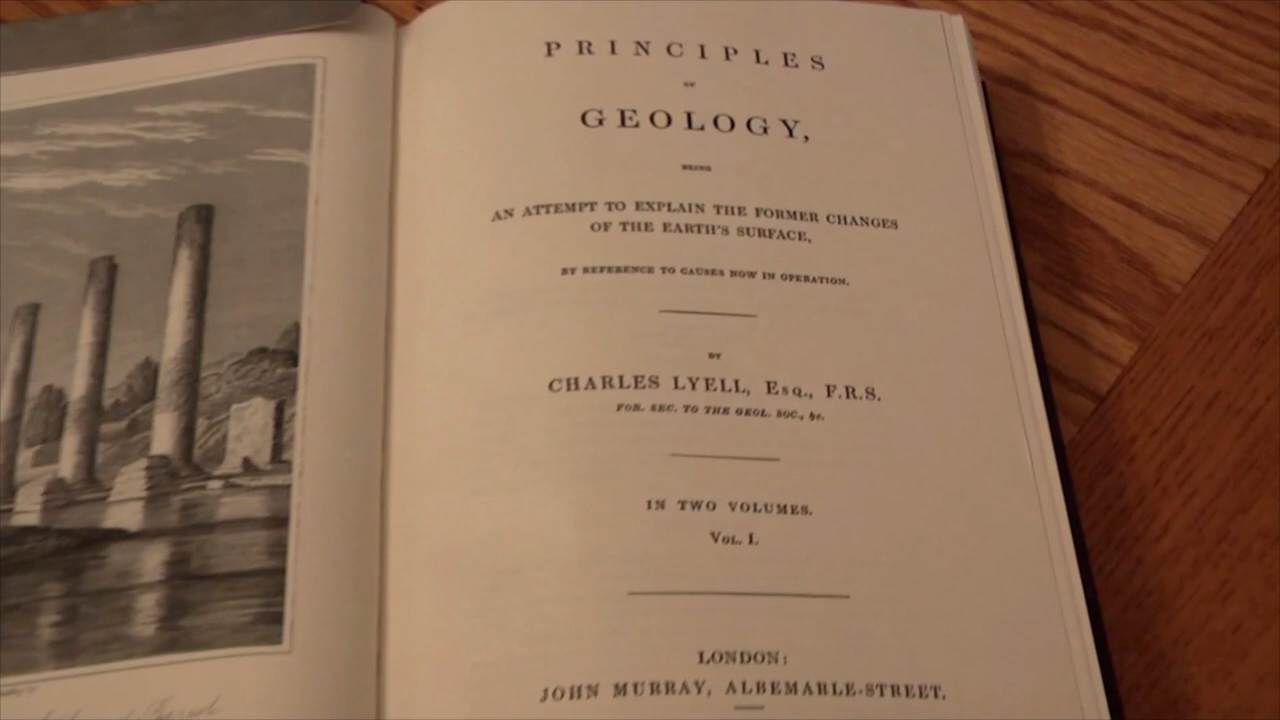 PRINCIPLES
OF
GEOLOGY,
BEING
AN ATTEMPT TO EXPLAIN THE FORMER CHANGES
OF THE EARTH'S SURFACE,
BY REFERENCE TO CAUSES NOW IN OPERATION.
BY
CHARLES LYELL, Esq., F.R.S.
FOR. SEC. TO THE GEOL. SOC., &c.
IN TWO VOLUMES.
Vol. I.
LONDON:
JOHN MURRAY, ALBEMARLE-STREET.